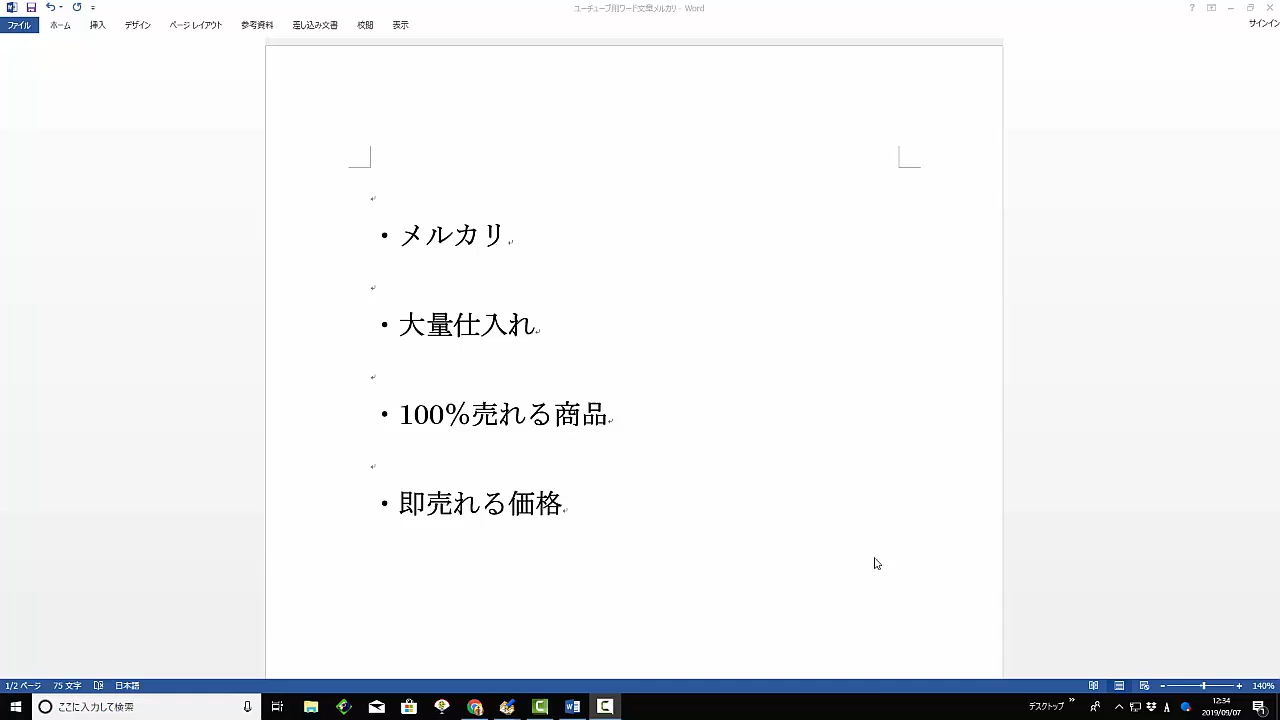 ユーチューブ用ワード文章メルカリ - Word
ファイル ホーム 挿入 デザイン ページ レイアウト 参考資料 差し込み文書 校閲 表示 サインイン
・メルカリ
・大量仕入れ
・100%売れる商品
・即売れる価格
1/2 ページ 75 文字 日本語 140%
ここに入力して検索 デスクトップ 12:34
2019/09/07